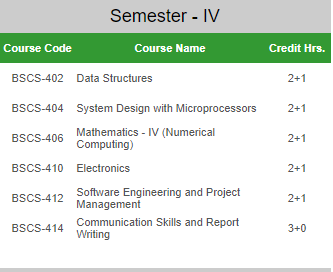 Semester - IV
Course Code Course Name Credit Hrs.
BSCS-402 Data Structures 2+1
BSCS-404 System Design with Microprocessors 2+1
BSCS-406 Mathematics - IV (Numerical Computing) 2+1
BSCS-410 Electronics 2+1
BSCS-412 Software Engineering and Project Management 2+1
BSCS-414 Communication Skills and Report Writing 3+0